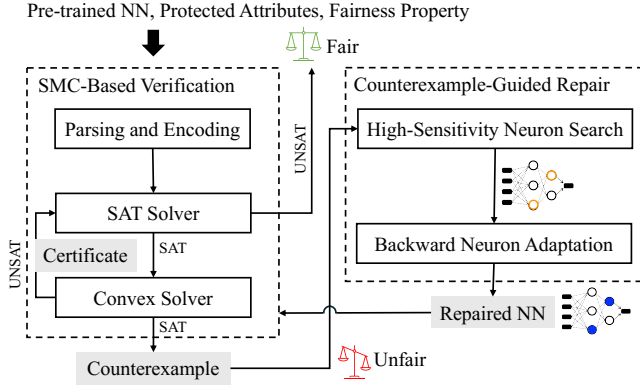 Pre-trained NN, Protected Attributes, Fairness Property
Fair
SMC-Based Verification
Parsing and Encoding
SAT Solver
UNSAT
SAT
Certificate
UNSAT
Convex Solver
SAT
Counterexample
Unfair
Counterexample-Guided Repair
High-Sensitivity Neuron Search
Backward Neuron Adaptation
Repaired NN